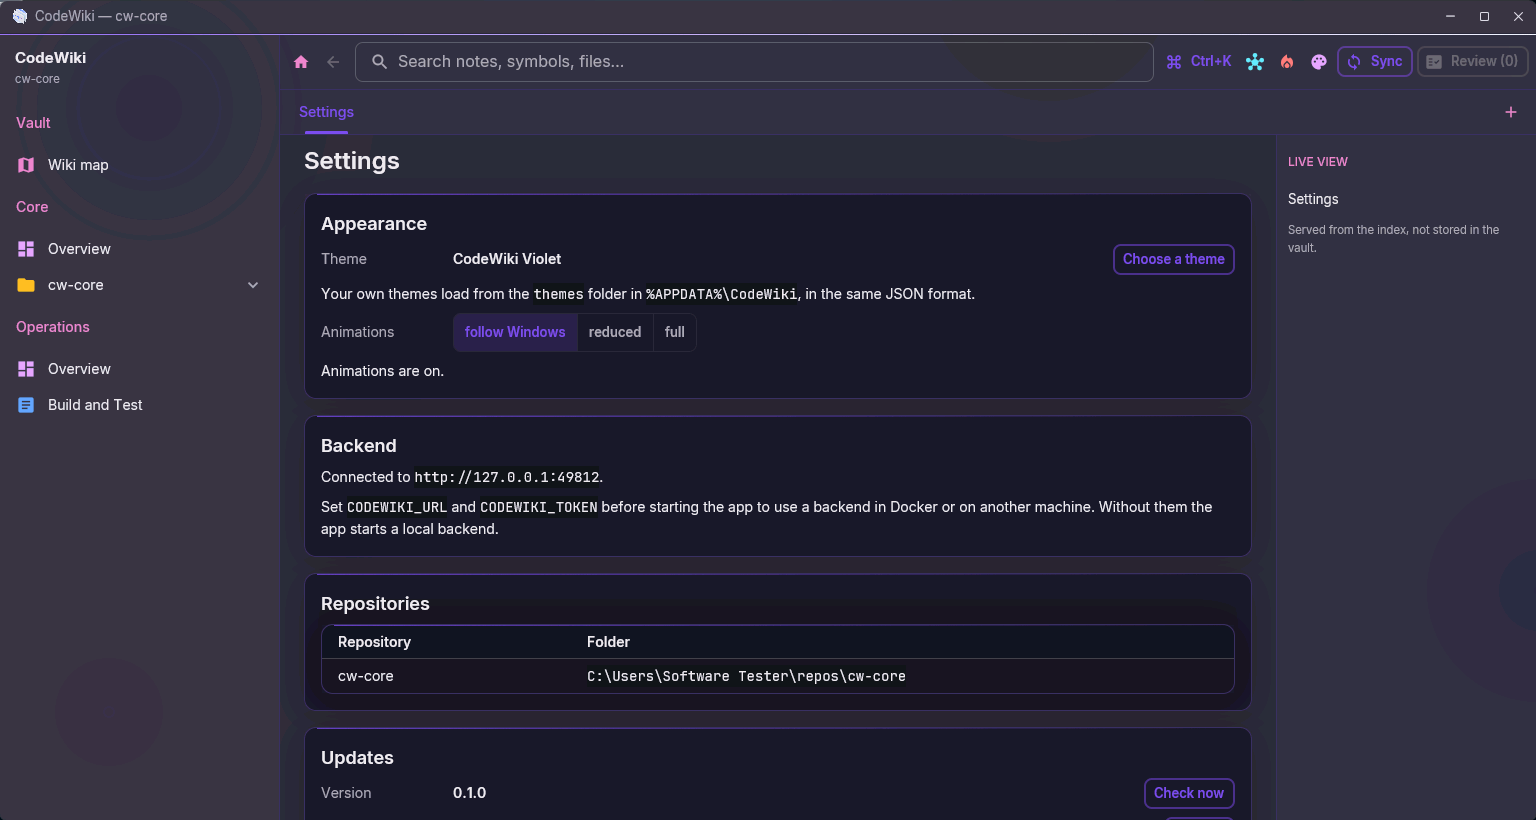 CodeWiki — cw-core
CodeWiki
cw-core
Vault
Wiki map
Core
Overview
cw-core
Operations
Overview
Build and Test
Search notes, symbols, files...
Ctrl+K
Sync
Review (0)
Settings
Settings
Appearance
Theme
CodeWiki Violet
Choose a theme
Your own themes load from the themes folder in %APPDATA%\CodeWiki, in the same JSON format.
Animations
follow Windows
reduced
full
Animations are on.
Backend
Connected to http://127.0.0.1:49812.
Set CODEWIKI_URL and CODEWIKI_TOKEN before starting the app to use a backend in Docker or on another machine. Without them the
app starts a local backend.
Repositories
Repository
Folder
cw-core
C:\Users\Software Tester\repos\cw-core
Updates
Version
0.1.0
Check now
LIVE VIEW
Settings
Served from the index, not stored in the
vault.